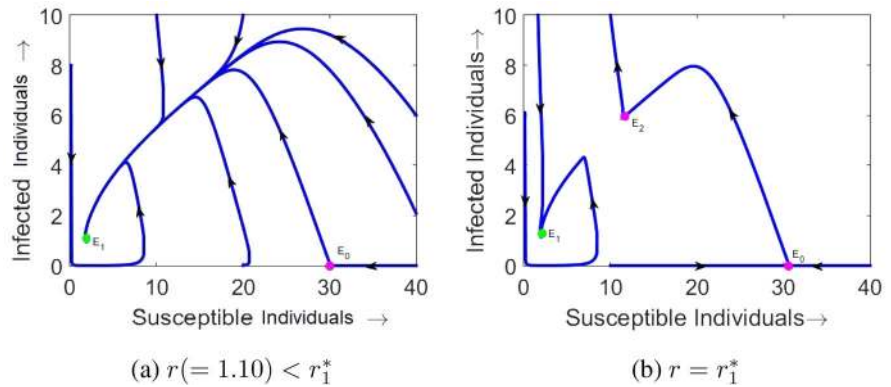 10
8
6
4
2
0
Infected Individuals →
E₁
E₀
0 10 20 30 40
Susceptible Individuals →
(a) r(= 1.10) < r₁*
10
8
6
4
2
0
Infected Individuals→
E₂
E₁
E₀
0 10 20 30 40
Susceptible Individuals→
(b) r = r₁*